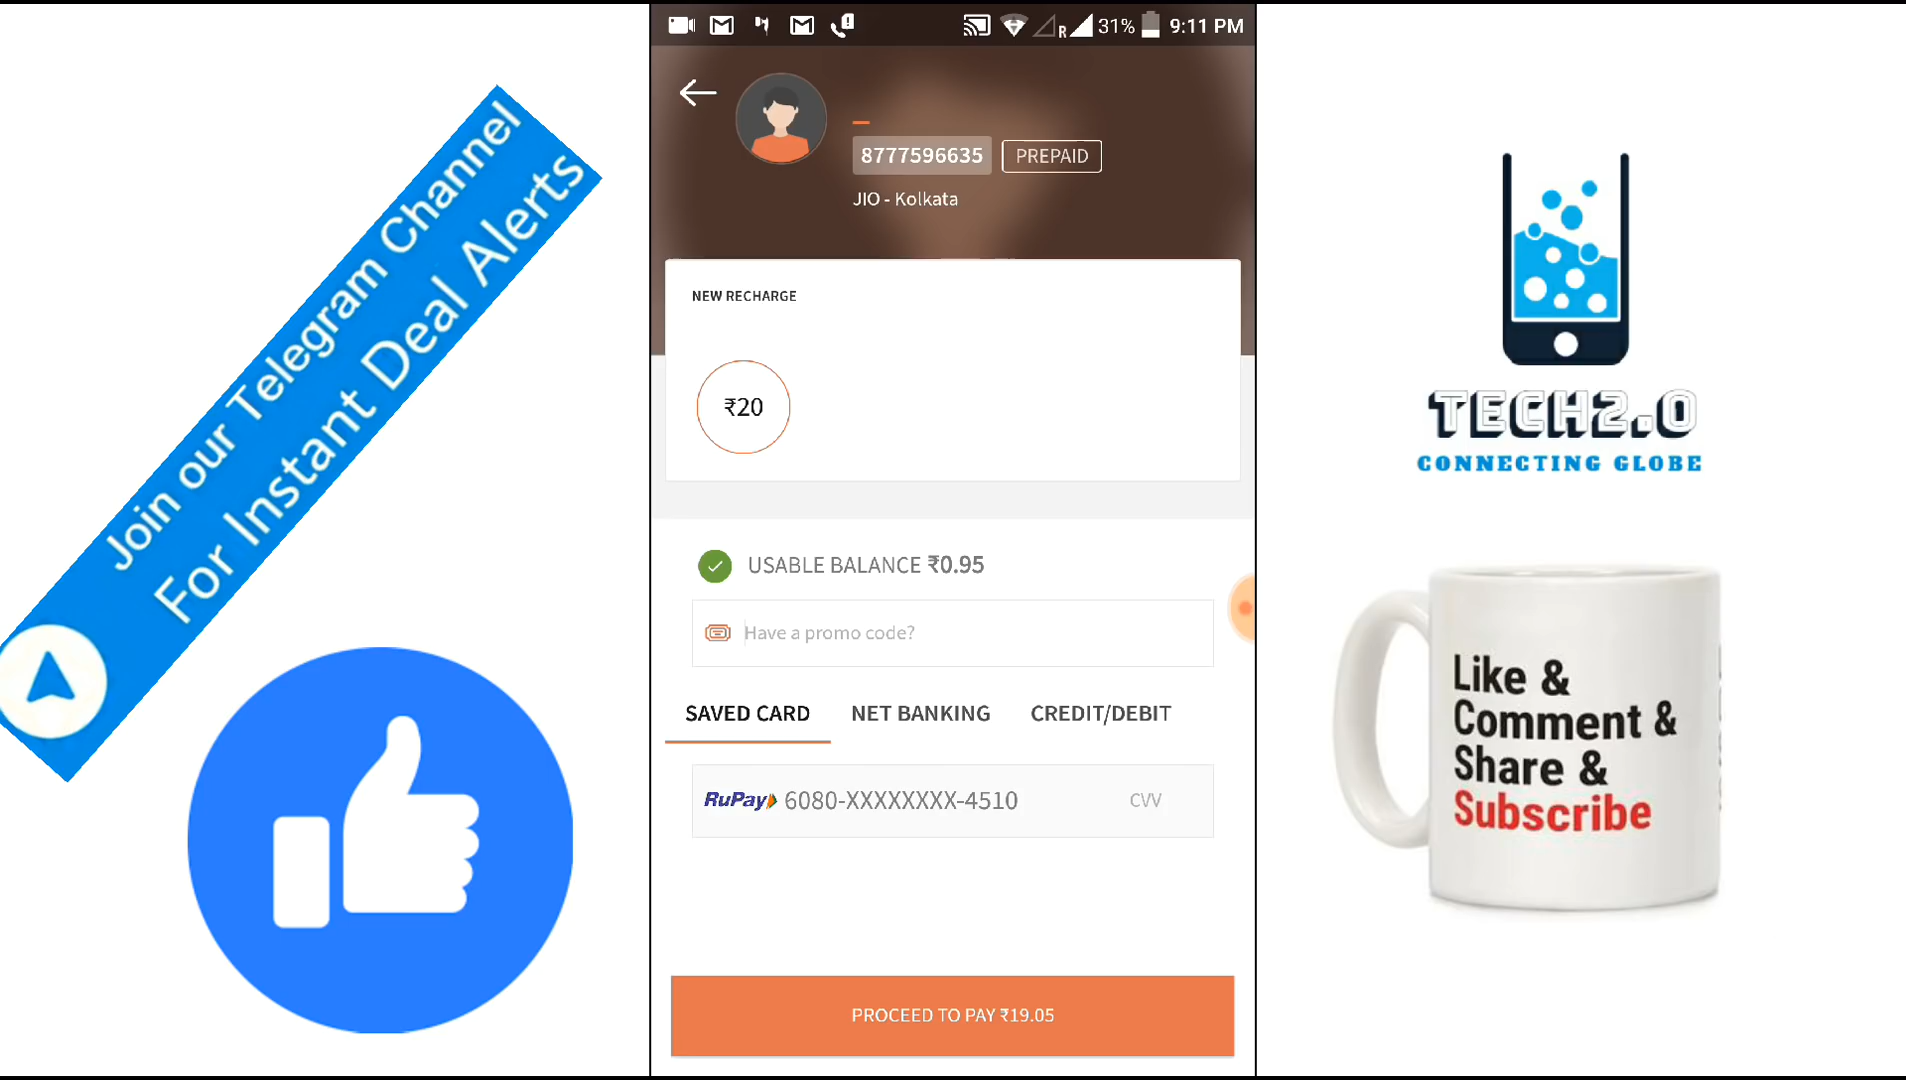 Join our Telegram Channel
For Instant Deal Alerts
31% 9:11 PM
8777596635 PREPAID
JIO - Kolkata
NEW RECHARGE
₹20
USABLE BALANCE ₹0.95
Have a promo code?
SAVED CARD NET BANKING CREDIT/DEBIT
RuPay 6080-XXXXXXXX-4510 CVV
PROCEED TO PAY ₹19.05
TECH2.0
CONNECTING GLOBE
Like &
Comment &
Share &
Subscribe